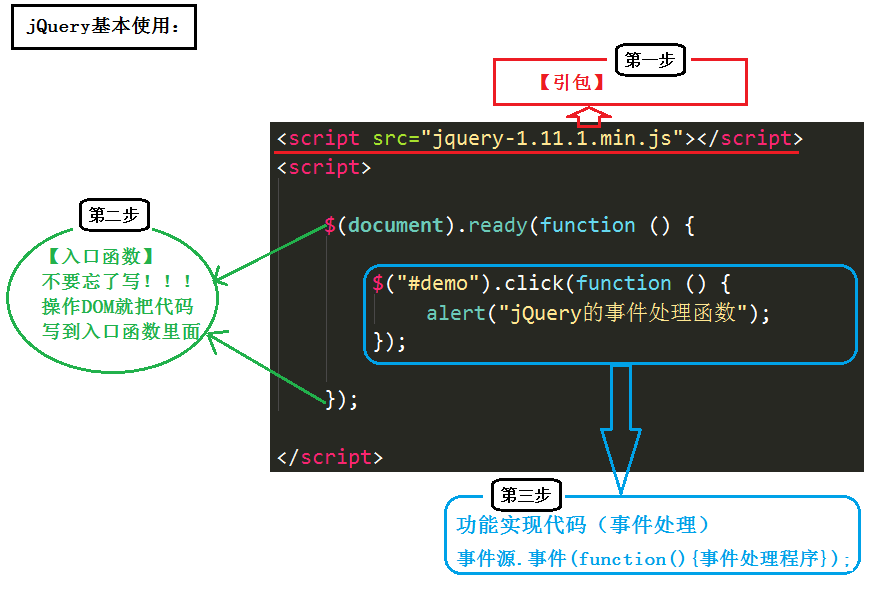 jQuery基本使用：
第一步
【引包】
<script src="jquery-1.11.1.min.js"></script>
<script>
$(document).ready(function () {
第二步
【入口函数】
不要忘了写！！！
操作DOM就把代码
写到入口函数里面
$("#demo").click(function () {
alert("jQuery的事件处理函数");
});
});
</script>
第三步
功能实现代码（事件处理）
事件源.事件(function(){事件处理程序});